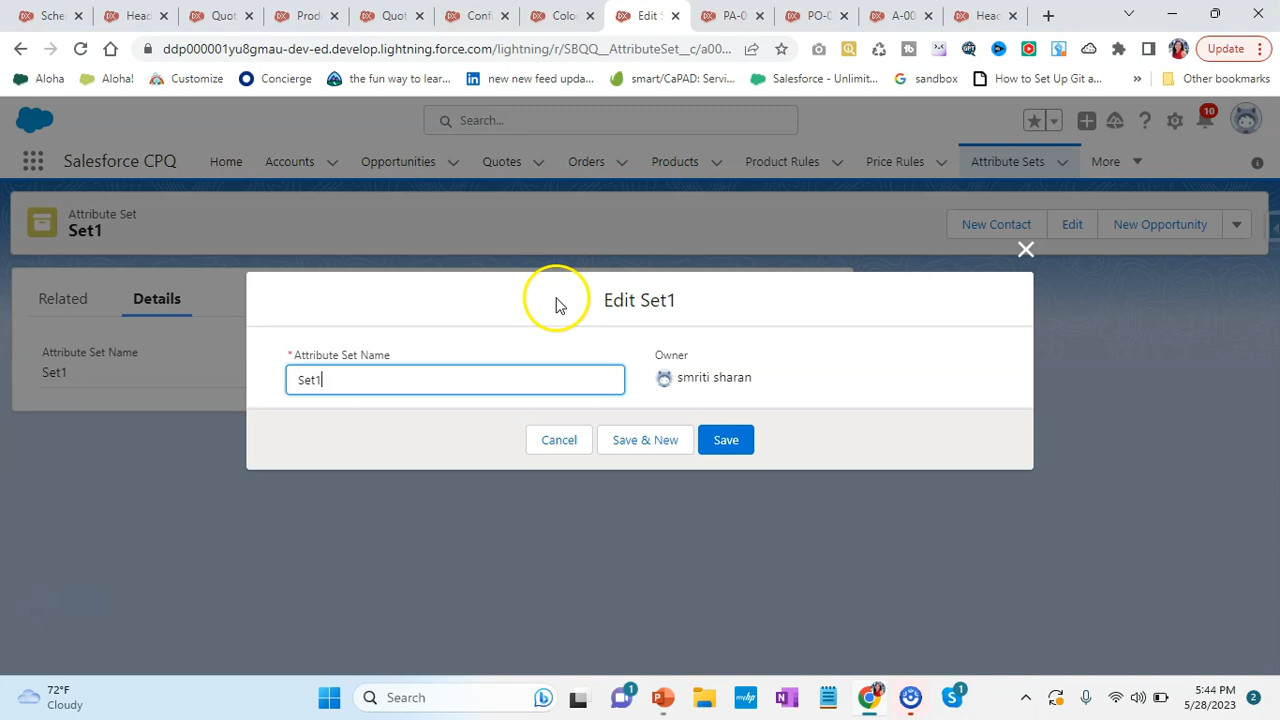 Sche
Head
Quot
Prod
Quot
Confi
Color
Edit S
PA-0
PO-0
A-00
Head
ddp000001yu8gmau-dev-ed.develop.lightning.force.com/lightning/r/SBQQ__AttributeSet__c/a00...
Update
Aloha
Aloha!
Customize
Concierge
the fun way to lear...
new new feed upda...
smart/CaPAD: Servi...
Salesforce - Unlimit...
sandbox
How to Set Up Git a...
»
Other bookmarks
Search...
10
Salesforce CPQ
Home
Accounts
Opportunities
Quotes
Orders
Products
Product Rules
Price Rules
Attribute Sets
More
Attribute Set
Set1
New Contact
Edit
New Opportunity
Related
Details
Attribute Set Name
Set1
Edit Set1
* Attribute Set Name
Set1
Owner
smriti sharan
Cancel
Save & New
Save
72°F
Cloudy
Search
1
1
5:44 PM
5/28/2023
2